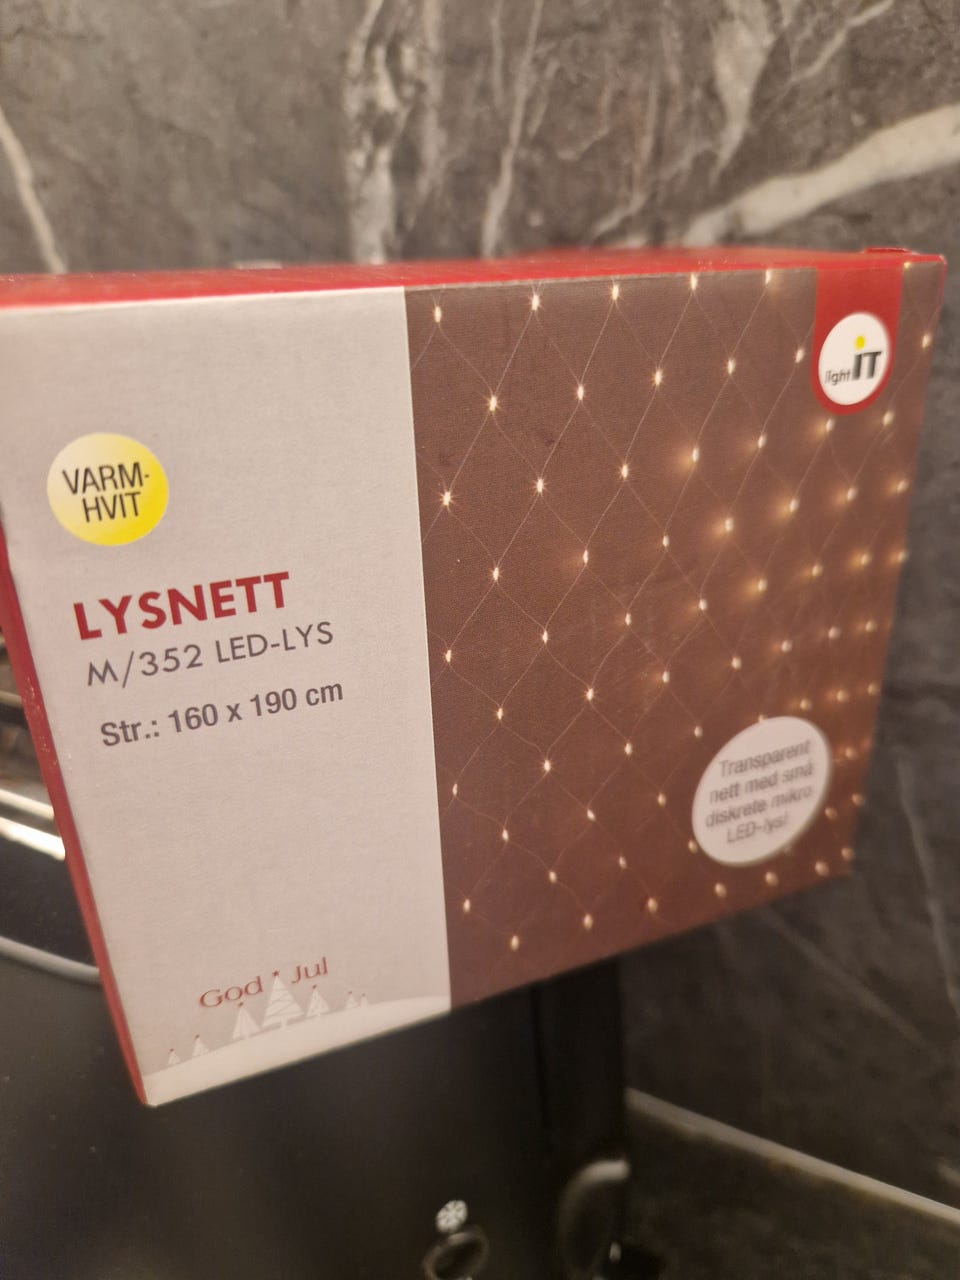 VARM-
HVIT
LYSNETT
M/352 LED-LYS
Str.: 160 x 190 cm
God Jul
light IT
Transparent
nett med små
diskrete mikro
LED-lys!